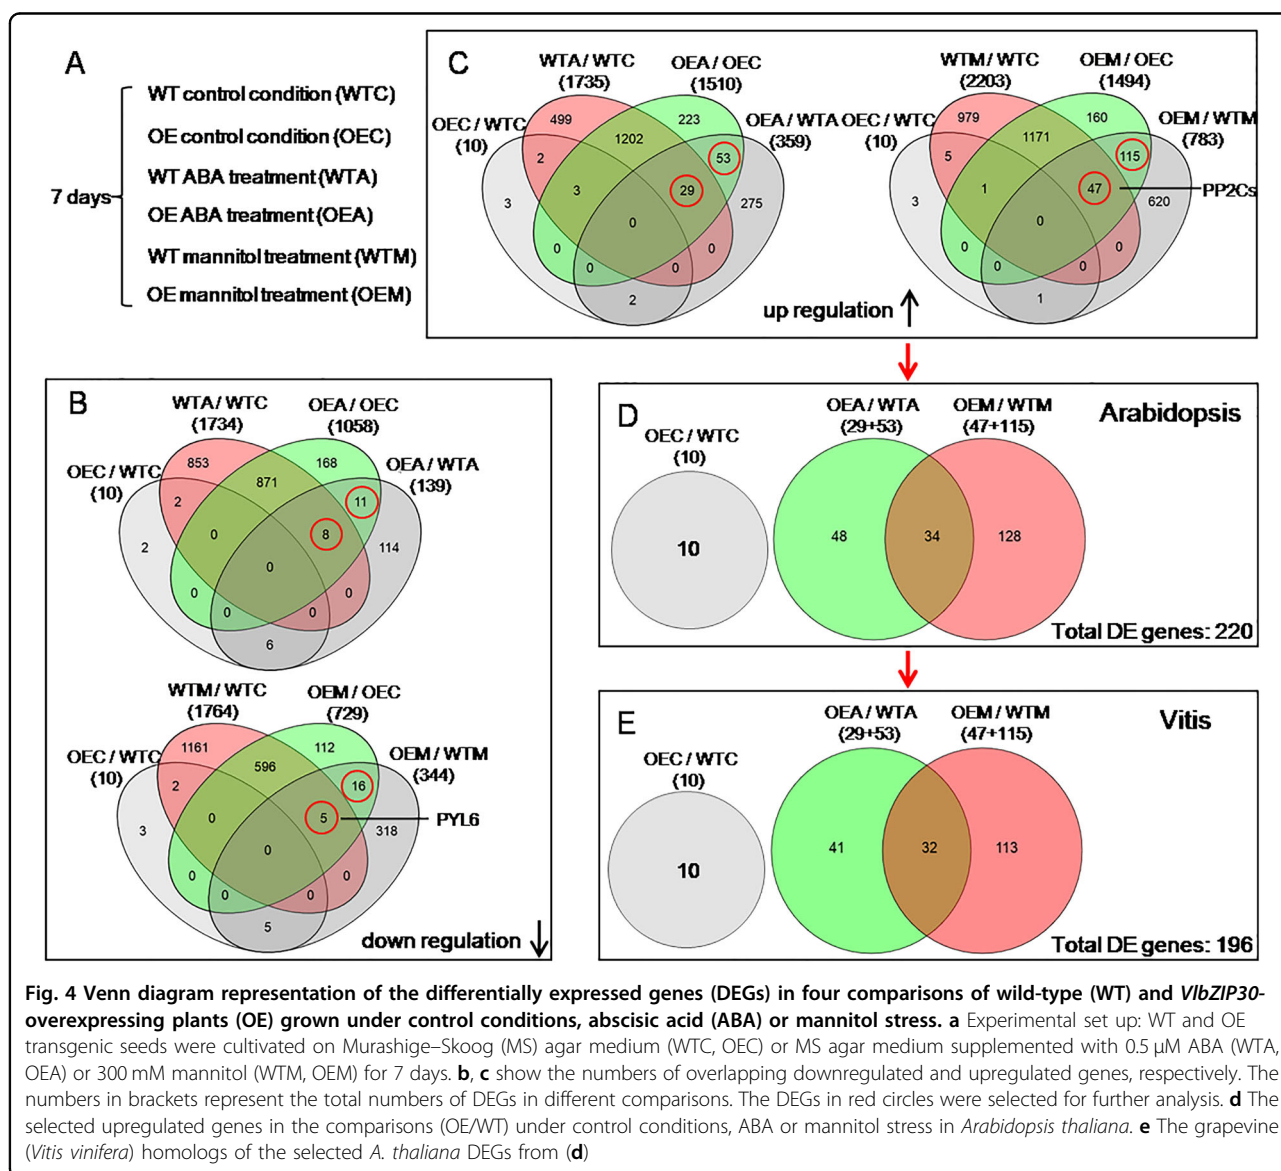 A
7 days
WT control condition (WTC)
OE control condition (OEC)
WT ABA treatment (WTA)
OE ABA treatment (OEA)
WT mannitol treatment (WTM)
OE mannitol treatment (OEM)
C
WTA / WTC
(1735)
OEA / OEC
(1510)
OEC / WTC
(10)
OEA / WTA
(359)
499
223
1202
2
53
3
29
3
275
0
0
0
0
0
2
WTM / WTC
(2203)
OEM / OEC
(1494)
OEC / WTC
(10)
OEM / WTM
(783)
979
160
1171
5
115
1
47
PP2Cs
3
620
0
0
0
0
0
1
up regulation
B
WTA / WTC
(1734)
OEA / OEC
(1058)
OEC / WTC
(10)
OEA / WTA
(139)
853
168
871
2
11
0
8
2
114
0
0
0
0
0
6
WTM / WTC
(1764)
OEM / OEC
(729)
OEC / WTC
(10)
OEM / WTM
(344)
1161
112
596
2
16
0
5
PYL6
3
318
0
0
0
0
0
5
down regulation
D
Arabidopsis
OEC / WTC
(10)
OEA / WTA
(29+53)
OEM / WTM
(47+115)
10
48
34
128
Total DE genes: 220
E
Vitis
OEC / WTC
(10)
OEA / WTA
(29+53)
OEM / WTM
(47+115)
10
41
32
113
Total DE genes: 196
Fig. 4 Venn diagram representation of the differentially expressed genes (DEGs) in four comparisons of wild-type (WT) and VlbZIP30-
overexpressing plants (OE) grown under control conditions, abscisic acid (ABA) or mannitol stress. a Experimental set up: WT and OE
transgenic seeds were cultivated on Murashige–Skoog (MS) agar medium (WTC, OEC) or MS agar medium supplemented with 0.5 μM ABA (WTA,
OEA) or 300 mM mannitol (WTM, OEM) for 7 days. b, c show the numbers of overlapping downregulated and upregulated genes, respectively. The
numbers in brackets represent the total numbers of DEGs in different comparisons. The DEGs in red circles were selected for further analysis. d The
selected upregulated genes in the comparisons (OE/WT) under control conditions, ABA or mannitol stress in Arabidopsis thaliana. e The grapevine
(Vitis vinifera) homologs of the selected A. thaliana DEGs from (d)